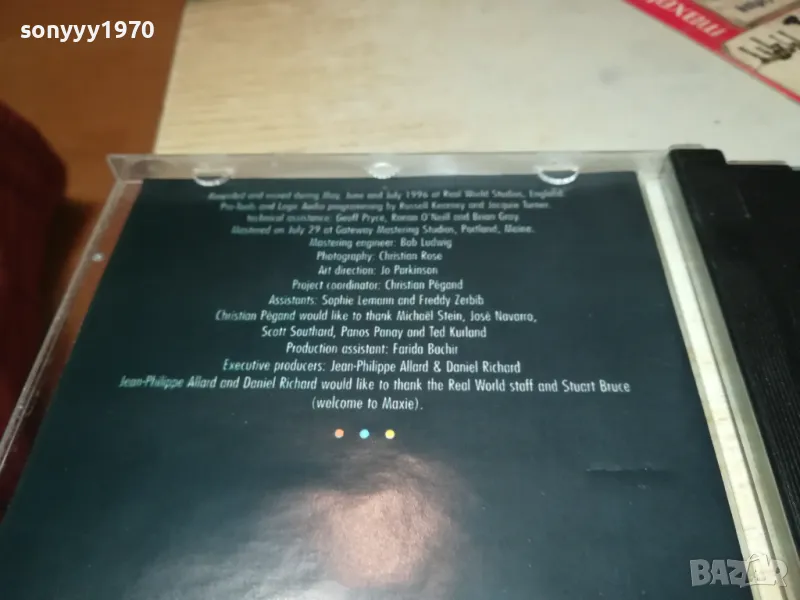 sonyyy1970
Recorded and mixed during May, June and July 1996 at Real World Studios, England.
Pro-Tools and Logic Audio programming by Russell Kearney and Jacquie Turner.
technical assistance: Geoff Pryce, Ronan O'Neill and Brian Gray
Mastered on July 29 at Gateway Mastering Studios, Portland, Maine.
Mastering engineer: Bob Ludwig
Photography: Christian Rose
Art direction: Jo Parkinson
Project coordinator: Christian Pégand
Assistants: Sophie Lemann and Freddy Zerbib
Christian Pégand would like to thank Michaël Stein, José Navarro,
Scott Southard, Panos Panay and Ted Kurland
Production assistant: Farida Bachir
Executive producers: Jean-Philippe Allard & Daniel Richard
Jean-Philippe Allard and Daniel Richard would like to thank the Real World staff and Stuart Bruce
(welcome to Maxie).
BAZAR